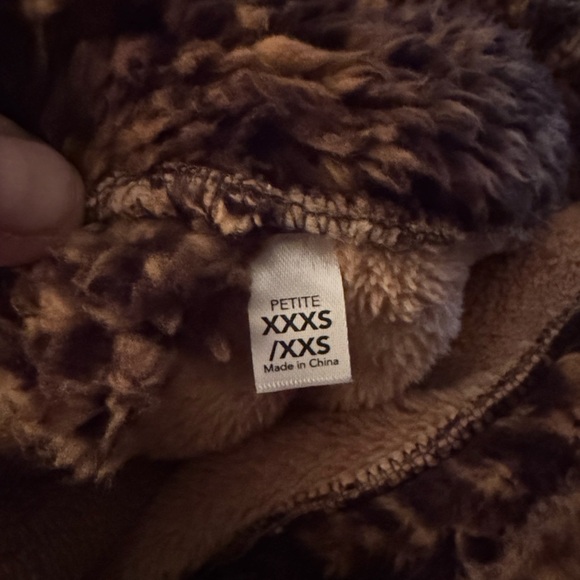 PETITE
XXXS
/XXS
Made in China